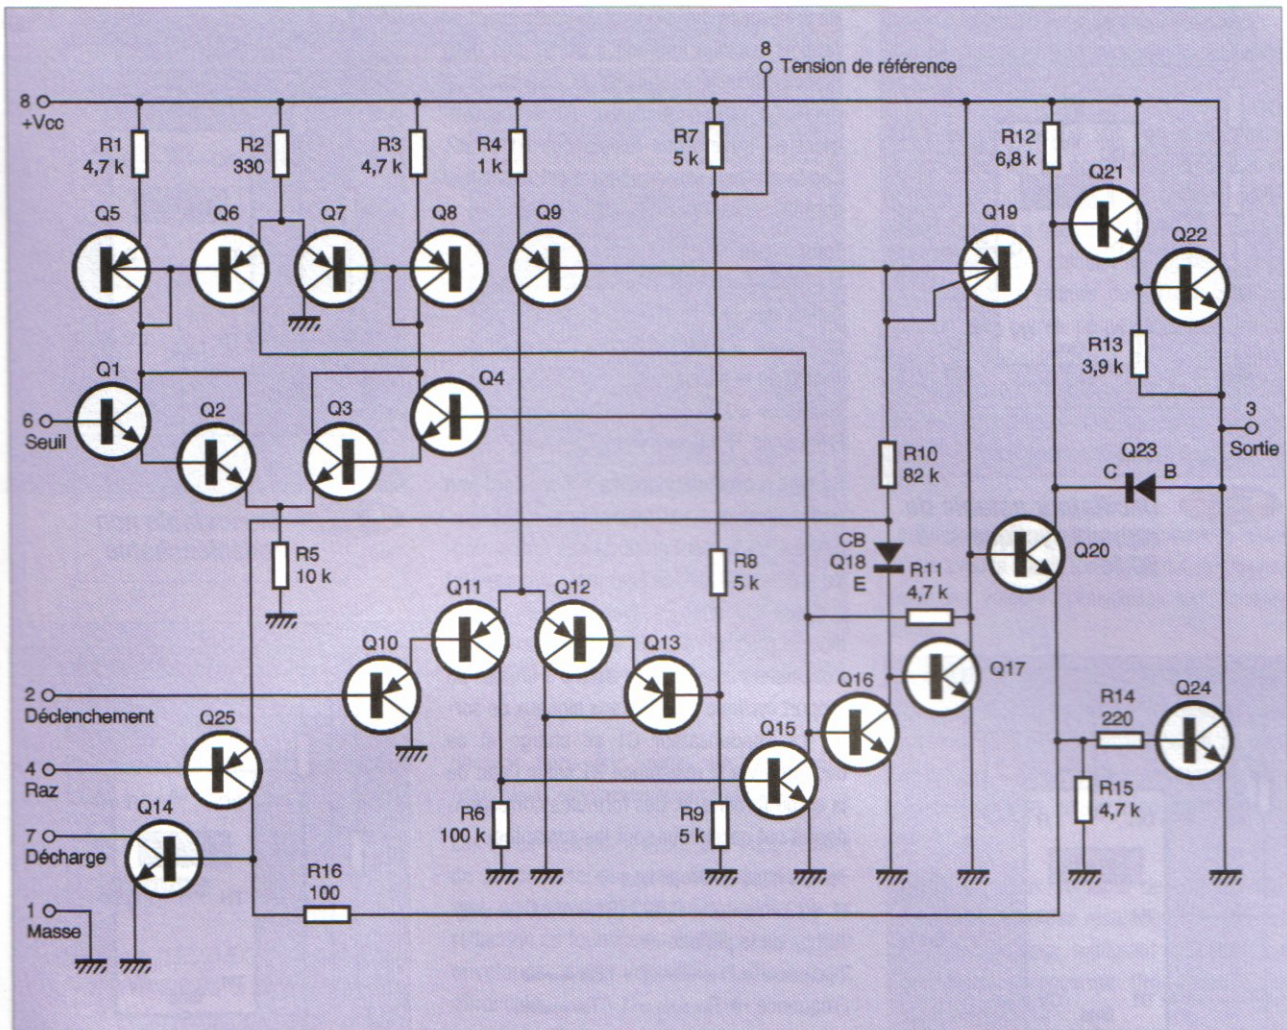 8
Tension de référence
8
+Vcc
R1
4,7 k
R2
330
R3
4,7 k
R4
1 k
R7
5 k
R12
6,8 k
Q21
Q5
Q6
Q7
Q8
Q9
Q19
Q22
R13
3,9 k
Q1
Q2
Q3
Q4
6
Seuil
3
Sortie
R10
82 k
Q23
C
B
R5
10 k
R8
5 k
CB
Q18
E
R11
4,7 k
Q20
Q11
Q12
Q10
Q13
Q17
2
Déclenchement
Q16
Q25
Q15
R14
220
Q24
4
Raz
Q14
7
Décharge
R6
100 k
R9
5 k
R15
4,7 k
R16
100
1
Masse